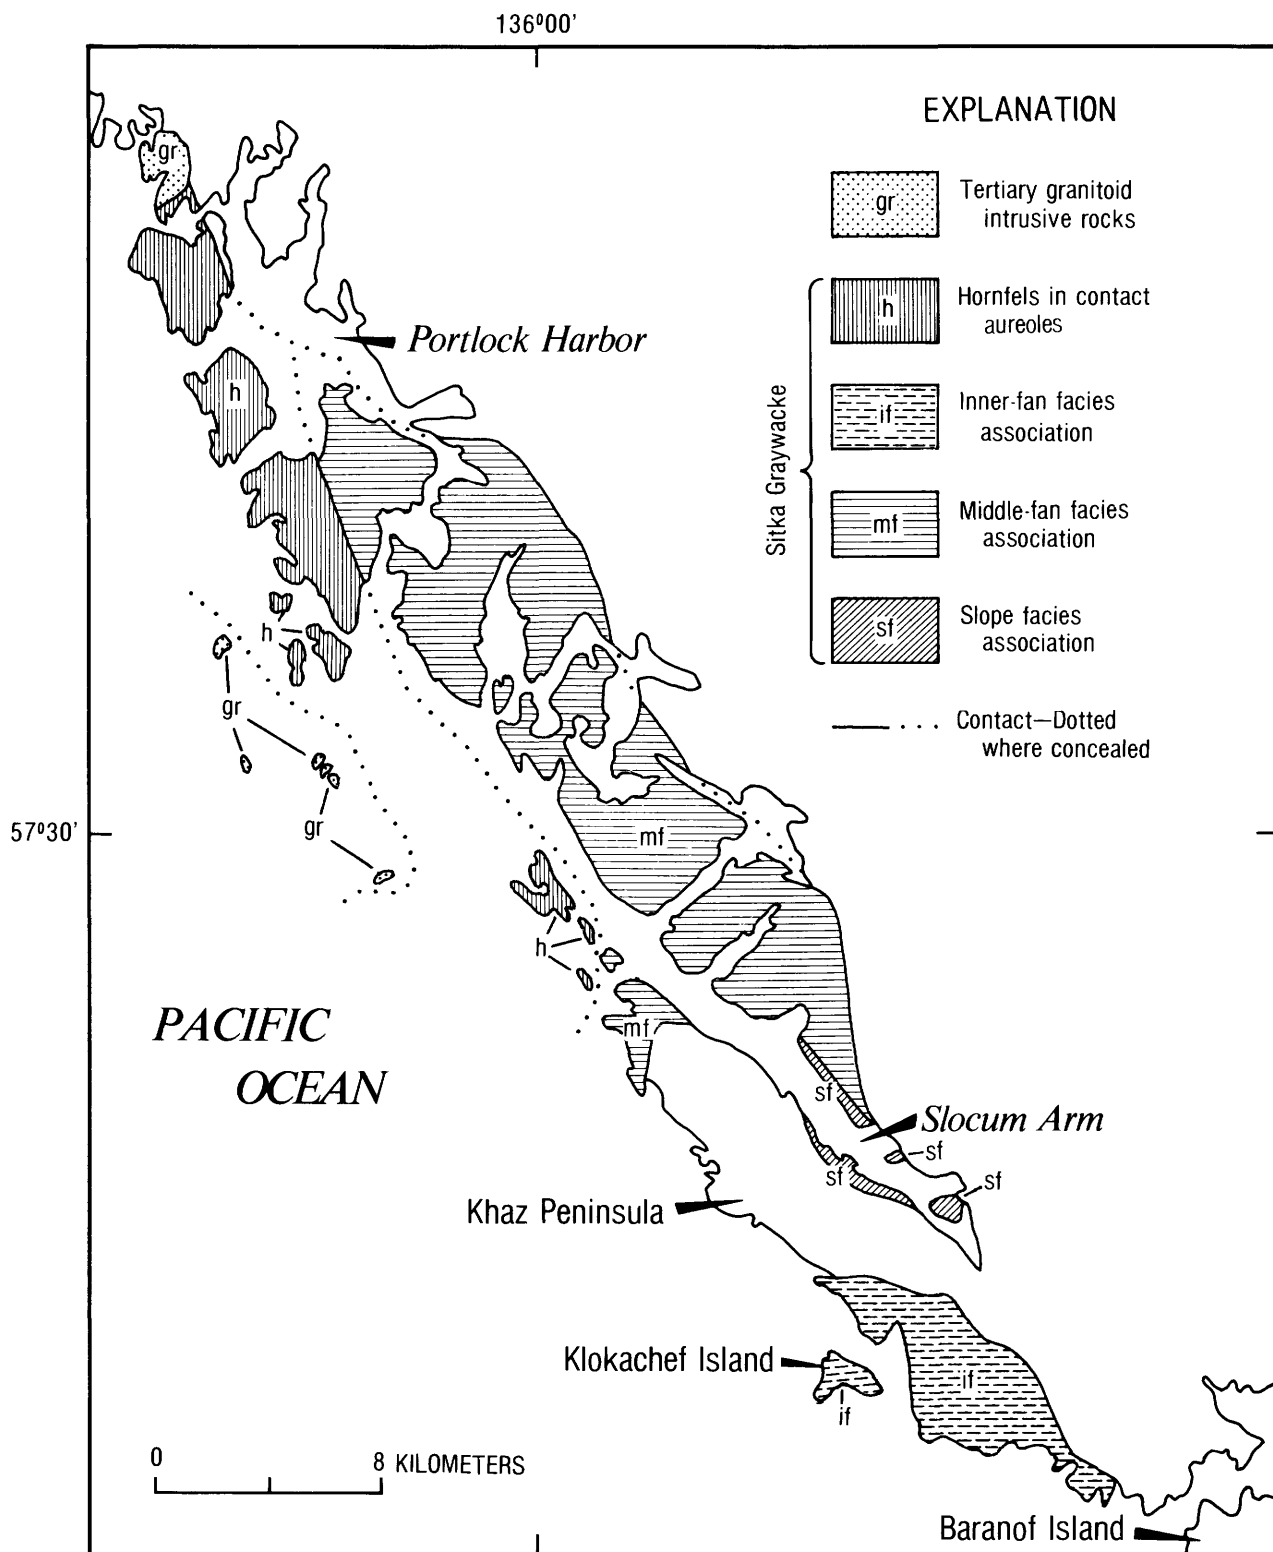 136°00'
EXPLANATION
gr
gr
Tertiary granitoid
intrusive rocks
h
Hornfels in contact
aureoles
Portlock Harbor
h
if
Inner-fan facies
association
Sitka Graywacke
mf
Middle-fan facies
association
h
sf
Slope facies
association
gr
Contact—Dotted
where concealed
gr
57°30'
mf
h
PACIFIC
OCEAN
mf
sf
Slocum Arm
sf
sf
sf
Khaz Peninsula
Klokachef Island
if
if
0 8 KILOMETERS
Baranof Island